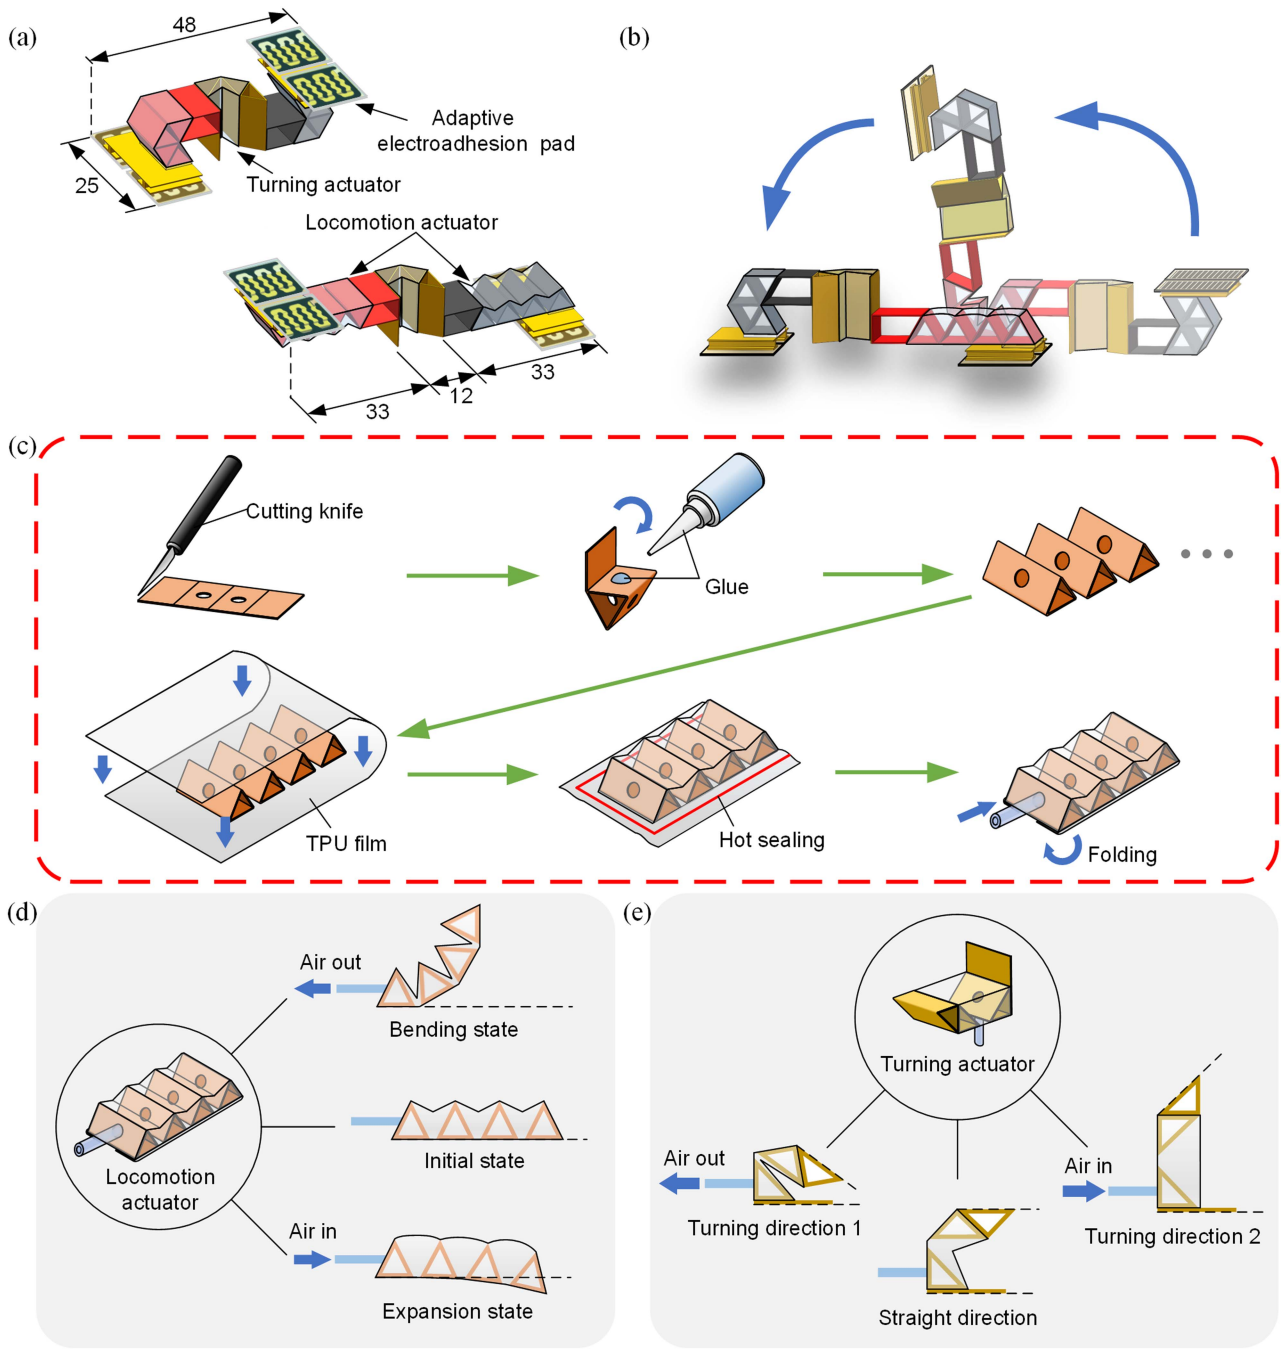 (a)
48
25
Adaptive
electroadhesion pad
Turning actuator
Locomotion actuator
33
12
33
(b)
(c)
Cutting knife
Glue
TPU film
Hot sealing
Folding
(d)
Air out
Bending state
Initial state
Locomotion
actuator
Air in
Expansion state
(e)
Turning actuator
Air out
Turning direction 1
Straight direction
Air in
Turning direction 2